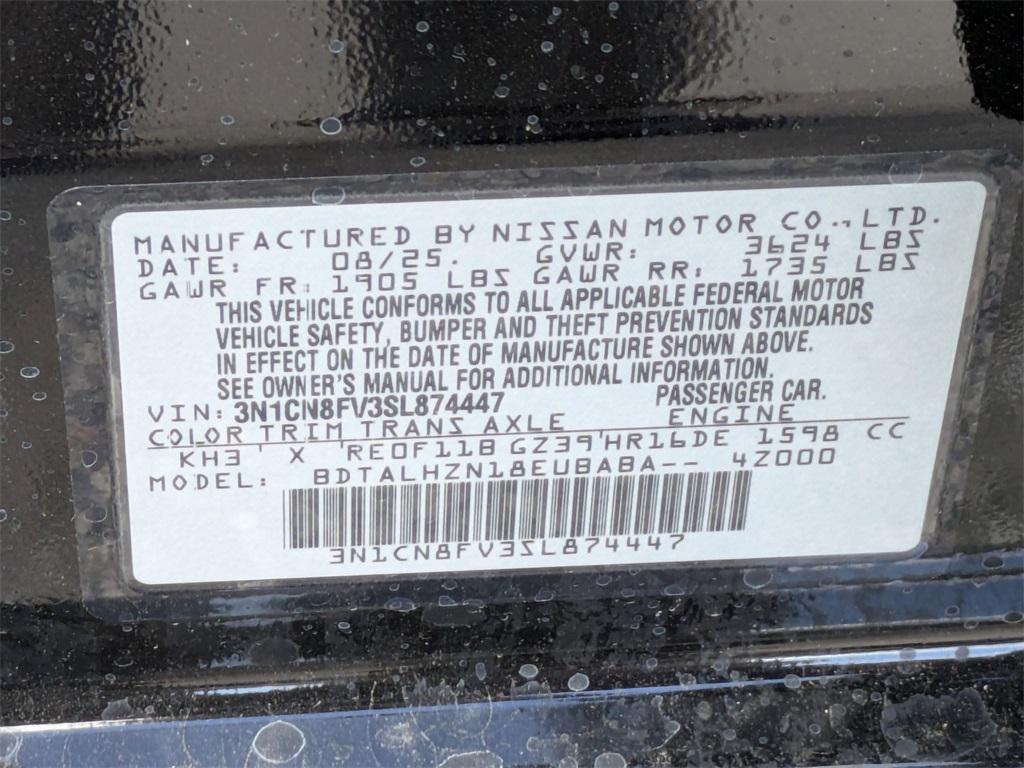 MANUFACTURED BY NISSAN MOTOR CO., LTD.
DATE: 08/25. GVWR: 3624 LBS
GAWR FR: 1905 LBS GAWR RR: 1735 LBS
THIS VEHICLE CONFORMS TO ALL APPLICABLE FEDERAL MOTOR
VEHICLE SAFETY, BUMPER AND THEFT PREVENTION STANDARDS
IN EFFECT ON THE DATE OF MANUFACTURE SHOWN ABOVE.
SEE OWNER'S MANUAL FOR ADDITIONAL INFORMATION.
VIN: 3N1CN8FV3SL874447 PASSENGER CAR.
COLOR TRIM TRANS AXLE ENGINE
KH3 ' X 'RE0F11B GZ39'HR16DE 1598 CC
MODEL: BDTALHZN18EUBABA-- 4Z000
3N1CN8FV3SL874447